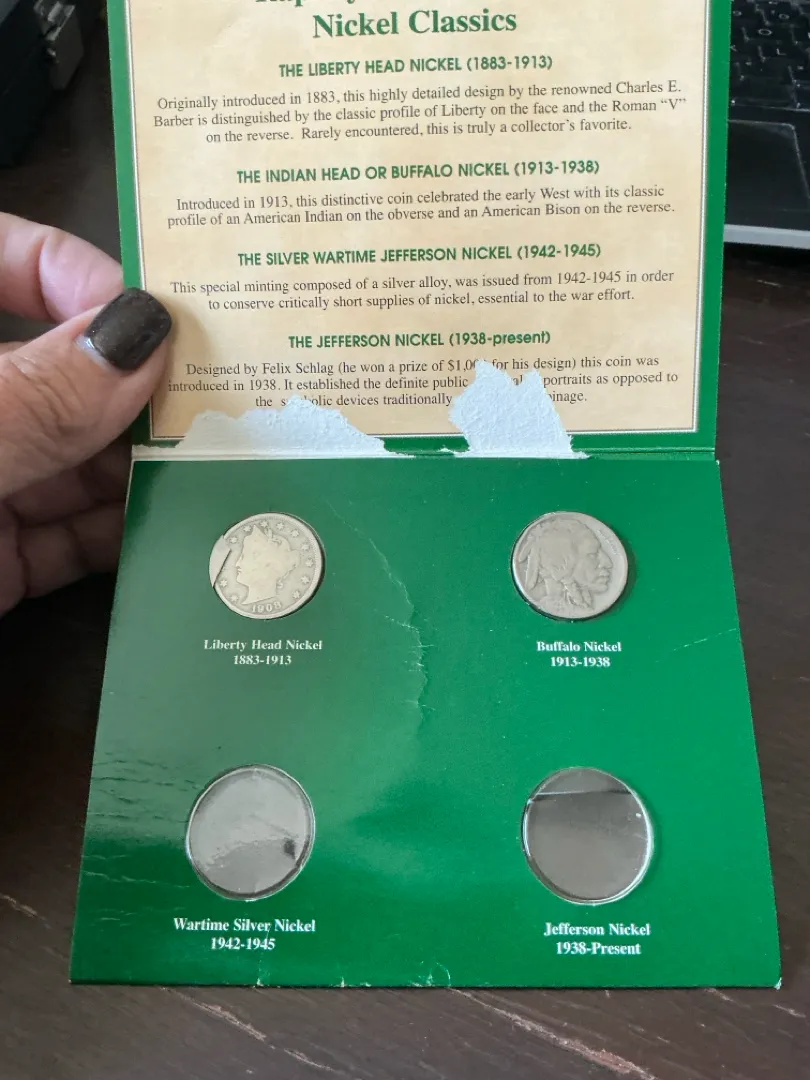 Nickel Classics
THE LIBERTY HEAD NICKEL (1883-1913)
Originally introduced in 1883, this highly detailed design by the renowned Charles E.
Barber is distinguished by the classic profile of Liberty on the face and the Roman “V”
on the reverse. Rarely encountered, this is truly a collector’s favorite.
THE INDIAN HEAD OR BUFFALO NICKEL (1913-1938)
Introduced in 1913, this distinctive coin celebrated the early West with its classic
profile of an American Indian on the obverse and an American Bison on the reverse.
THE SILVER WARTIME JEFFERSON NICKEL (1942-1945)
This special minting composed of a silver alloy, was issued from 1942-1945 in order
to conserve critically short supplies of nickel, essential to the war effort.
THE JEFFERSON NICKEL (1938-present)
Designed by Felix Schlag (he won a prize of for his design) this coin was
introduced in 1938. It established the definite public portraits as opposed to
the traditionally
1908
Liberty Head Nickel
1883-1913
Buffalo Nickel
1913-1938
Wartime Silver Nickel
1942-1945
Jefferson Nickel
1938-Present